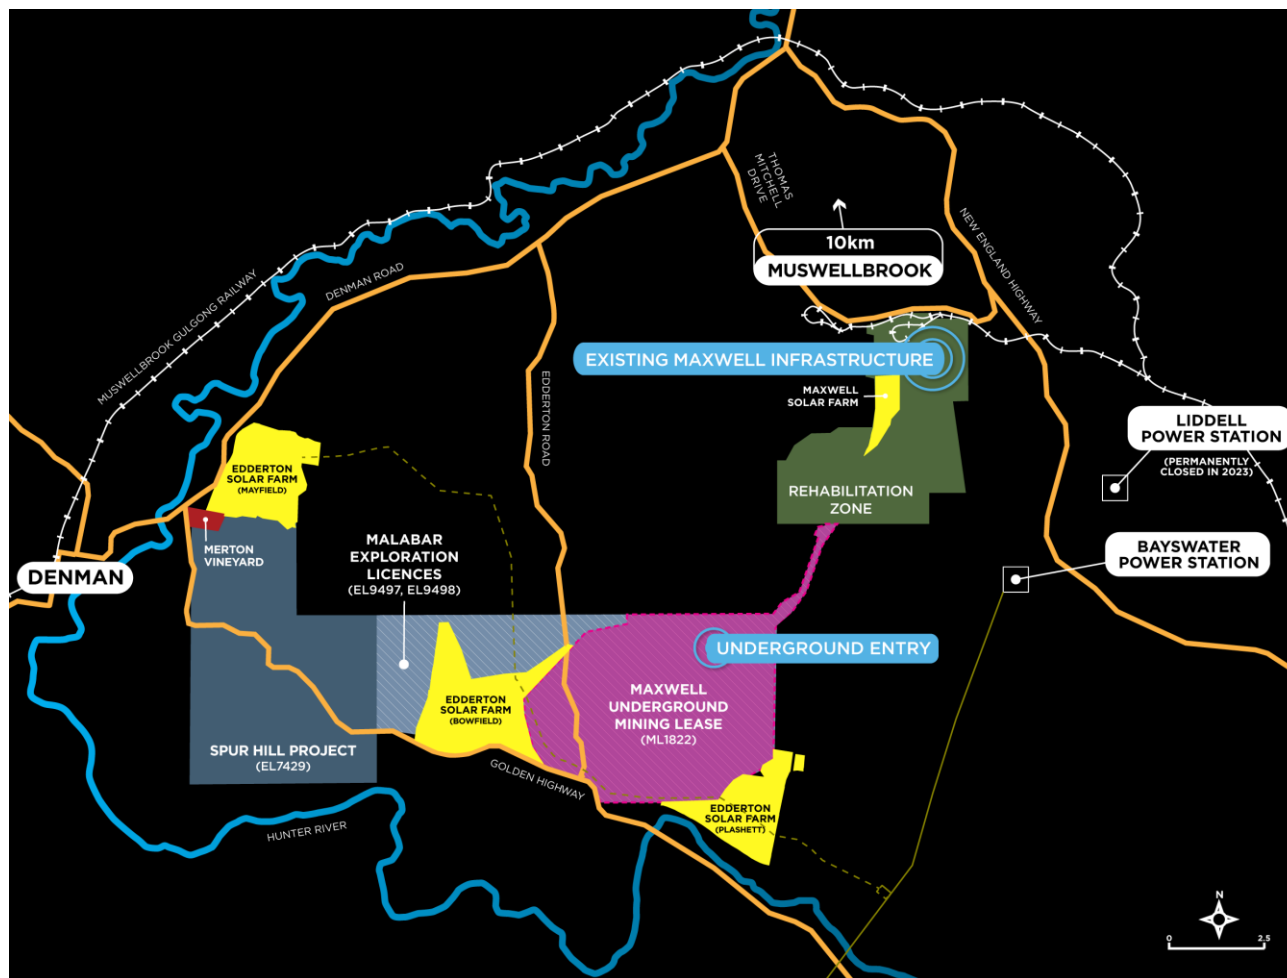 THOMAS
MITCHELL
DRIVE
10km
MUSWELLBROOK
NEW ENGLAND HIGHWAY
DENMAN ROAD
MUSWELLBROOK GULGONG RAILWAY
EDDERTON ROAD
EXISTING MAXWELL INFRASTRUCTURE
MAXWELL
SOLAR FARM
LIDDELL
POWER STATION
(PERMANENTLY
CLOSED IN 2023)
EDDERTON
SOLAR FARM
(MAYFIELD)
REHABILITATION
ZONE
MERTON
VINEYARD
MALABAR
EXPLORATION
LICENCES
(EL9497, EL9498)
BAYSWATER
POWER STATION
DENMAN
UNDERGROUND ENTRY
EDDERTON
SOLAR FARM
(BOWFIELD)
MAXWELL
UNDERGROUND
MINING LEASE
(ML1822)
SPUR HILL PROJECT
(EL7429)
GOLDEN HIGHWAY
EDDERTON
SOLAR FARM
(PLASHETT)
HUNTER RIVER
N
0 2.5